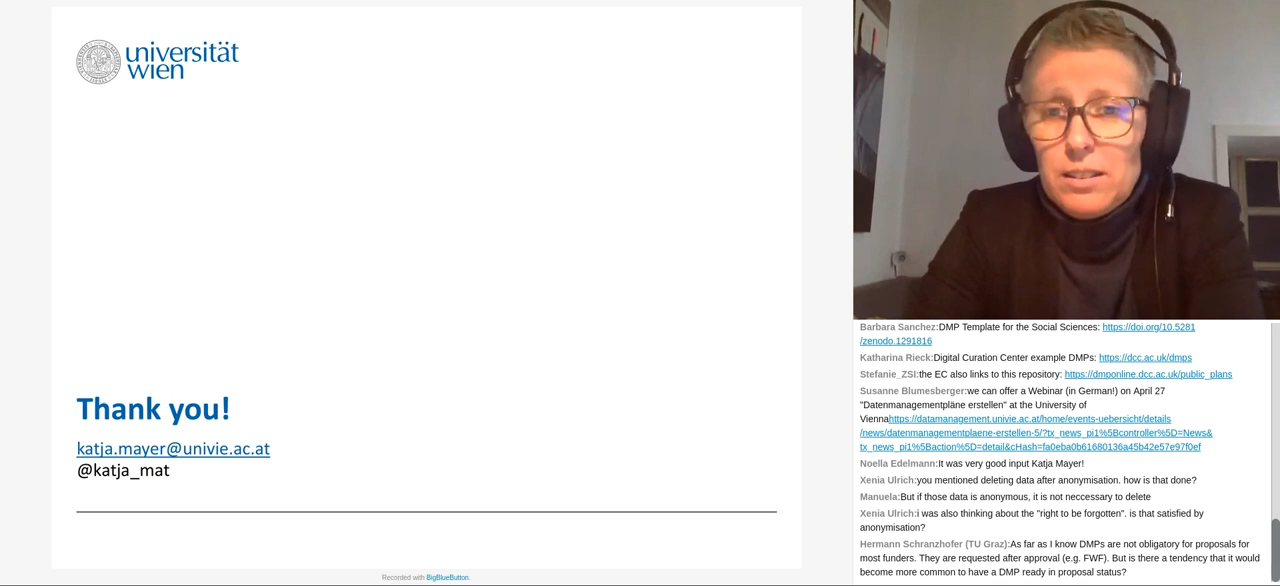 universität
wien
Thank you!
katja.mayer@univie.ac.at
@katja_mat
Recorded with BigBlueButton.
Barbara Sanchez:DMP Template for the Social Sciences: https://doi.org/10.5281
/zenodo.1291816
Katharina Rieck:Digital Curation Center example DMPs: https://dcc.ac.uk/dmps
Stefanie_ZSI:the EC also links to this repository: https://dmponline.dcc.ac.uk/public_plans
Susanne Blumesberger:we can offer a Webinar (in German!) on April 27
"Datenmanagementpläne erstellen" at the University of
Viennahttps://datamanagement.univie.ac.at/home/events-uebersicht/details
/news/datenmanagementplaene-erstellen-5/?tx_news_pi1%5Bcontroller%5D=News&
tx_news_pi1%5Baction%5D=detail&cHash=fa0eba0b61680136a45b42e57e97f0ef
Noella Edelmann:It was very good input Katja Mayer!
Xenia Ulrich:you mentioned deleting data after anonymisation. how is that done?
Manuela:But if those data is anonymous, it is not neccessary to delete
Xenia Ulrich:i was also thinking about the "right to be forgotten". is that satisfied by
anonymisation?
Hermann Schranzhofer (TU Graz):As far as I know DMPs are not obligatory for proposals for
most funders. They are requested after approval (e.g. FWF). But is there a tendency that it would
become more common to have a DMP ready in proposal status?